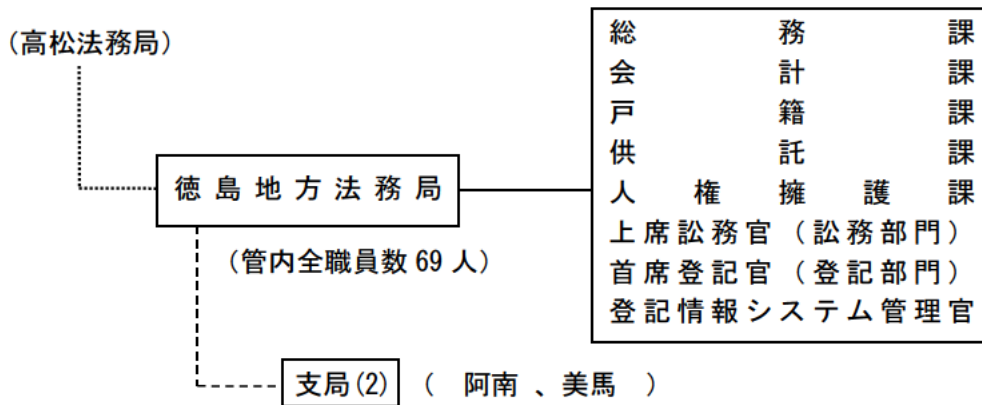 (高松法務局)
徳島地方法務局
(管内全職員数 69 人)
総務課
会計課
戸籍課
供託課
人権擁護課
上席訟務官（訟務部門）
首席登記官（登記部門）
登記情報システム管理官
支局(2) （ 阿南 、美馬 ）